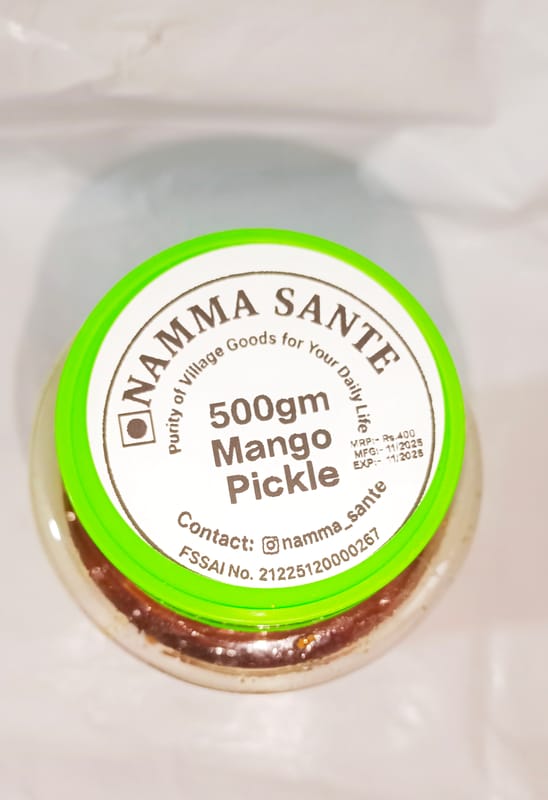 NAMMA SANTE
Purity of Village Goods for Your Daily Life
500gm
Mango
Pickle
MRP:- Rs.400
MFG:- 11/2025
EXP:- 11/2026
Contact: namma_sante
FSSAI No. 21225120000267